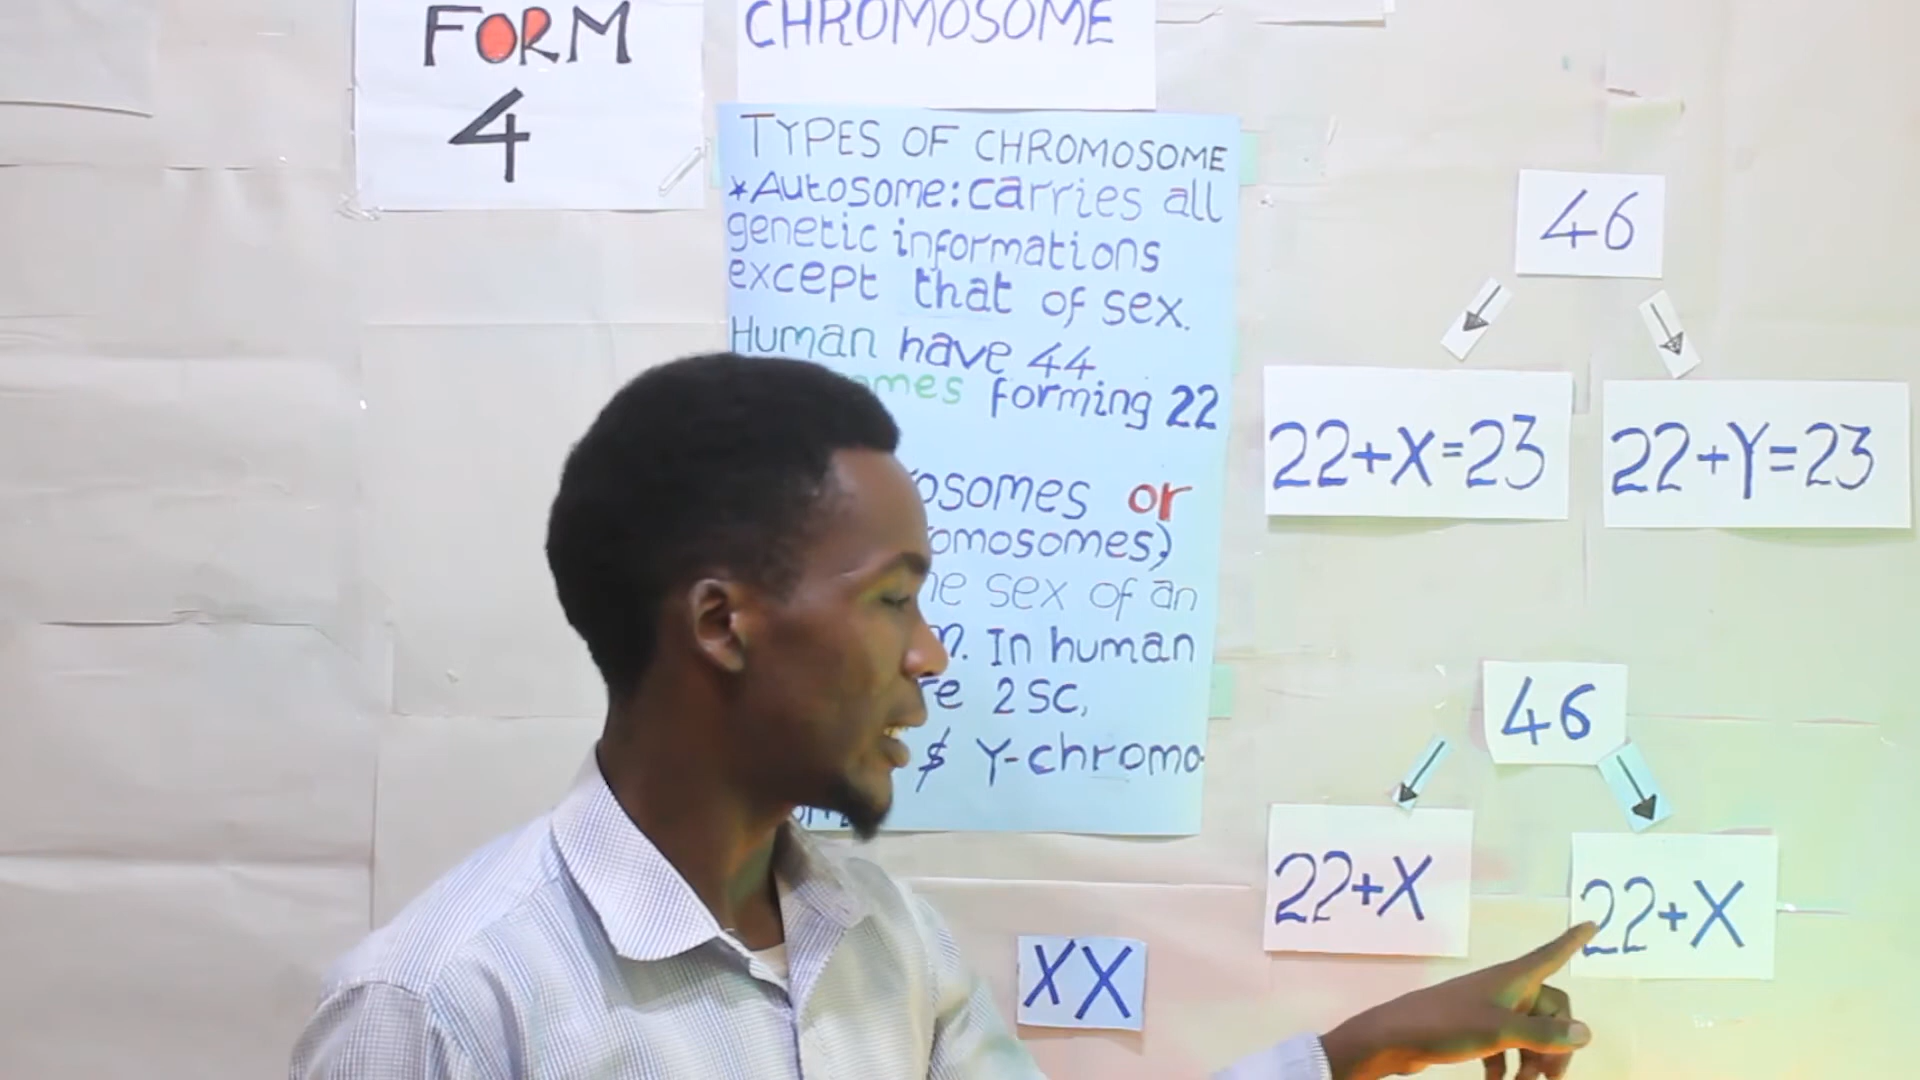 FORM
4
CHROMOSOME
TYPES OF CHROMOSOME
*Autosome: carries all
genetic informations
except that of sex.
Human have 44
forming 22
or
sex of an
In human
2 SC,
$ Y-chromo
46
22+X=23
22+Y=23
46
22+X
22+X
XX